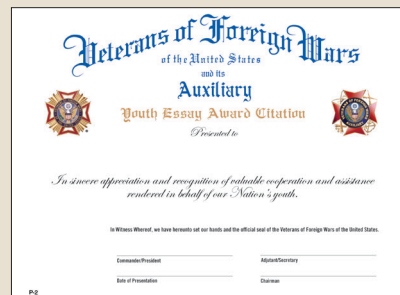 Veterans of Foreign Wars
of the United States
and its
Auxiliary
Youth Essay Award Citation
Presented to
In sincere appreciation and recognition of valuable cooperation and assistance
rendered in behalf of our Nation's youth.
In Witness Whereof, we have hereunto set our hands and the official seal of the Veterans of Foreign Wars of the United States.
Commander/President
Adjutant/Secretary
Date of Presentation
Chairman
P-2